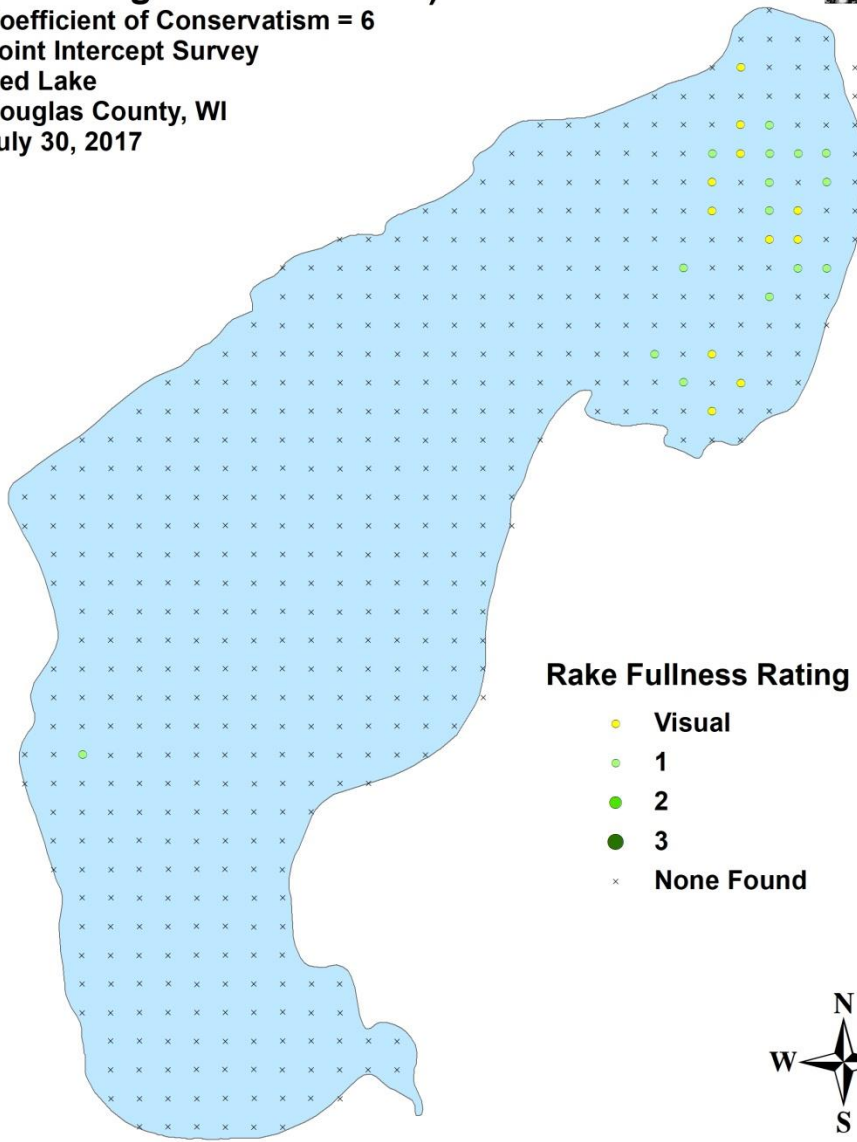 oefficient of Conservatism = 6
oint Intercept Survey
ed Lake
ouglas County, WI
uly 30, 2017
Rake Fullness Rating
Visual
1
2
3
None Found
N
W
S